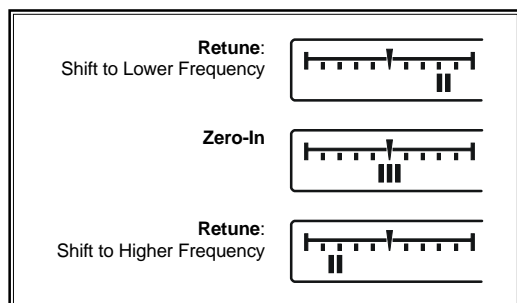 Retune:
Shift to Lower Frequency
Zero-In
Retune:
Shift to Higher Frequency